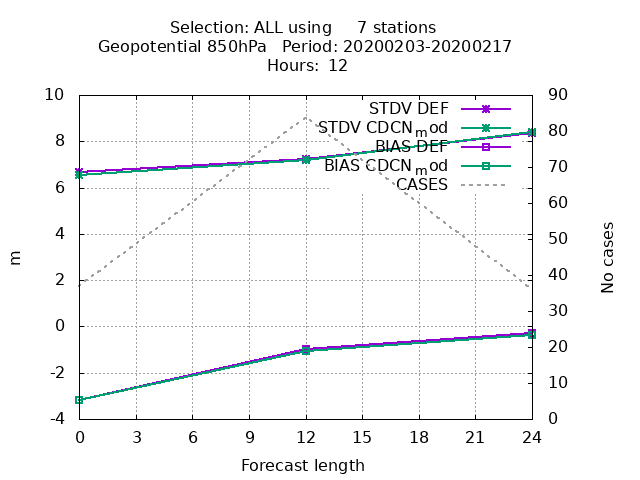 Selection: ALL using     7 stations
Geopotential 850hPa   Period: 20200203-20200217
Hours: 12
10
90
STDV DEF
STDV CDCN_mod
BIAS DEF
BIAS CDCN_mod
CASES
8
6
4
2
0
-2
-4
80
70
60
50
40
30
20
10
0
m
No cases
0 3 6 9 12 15 18 21 24
Forecast length